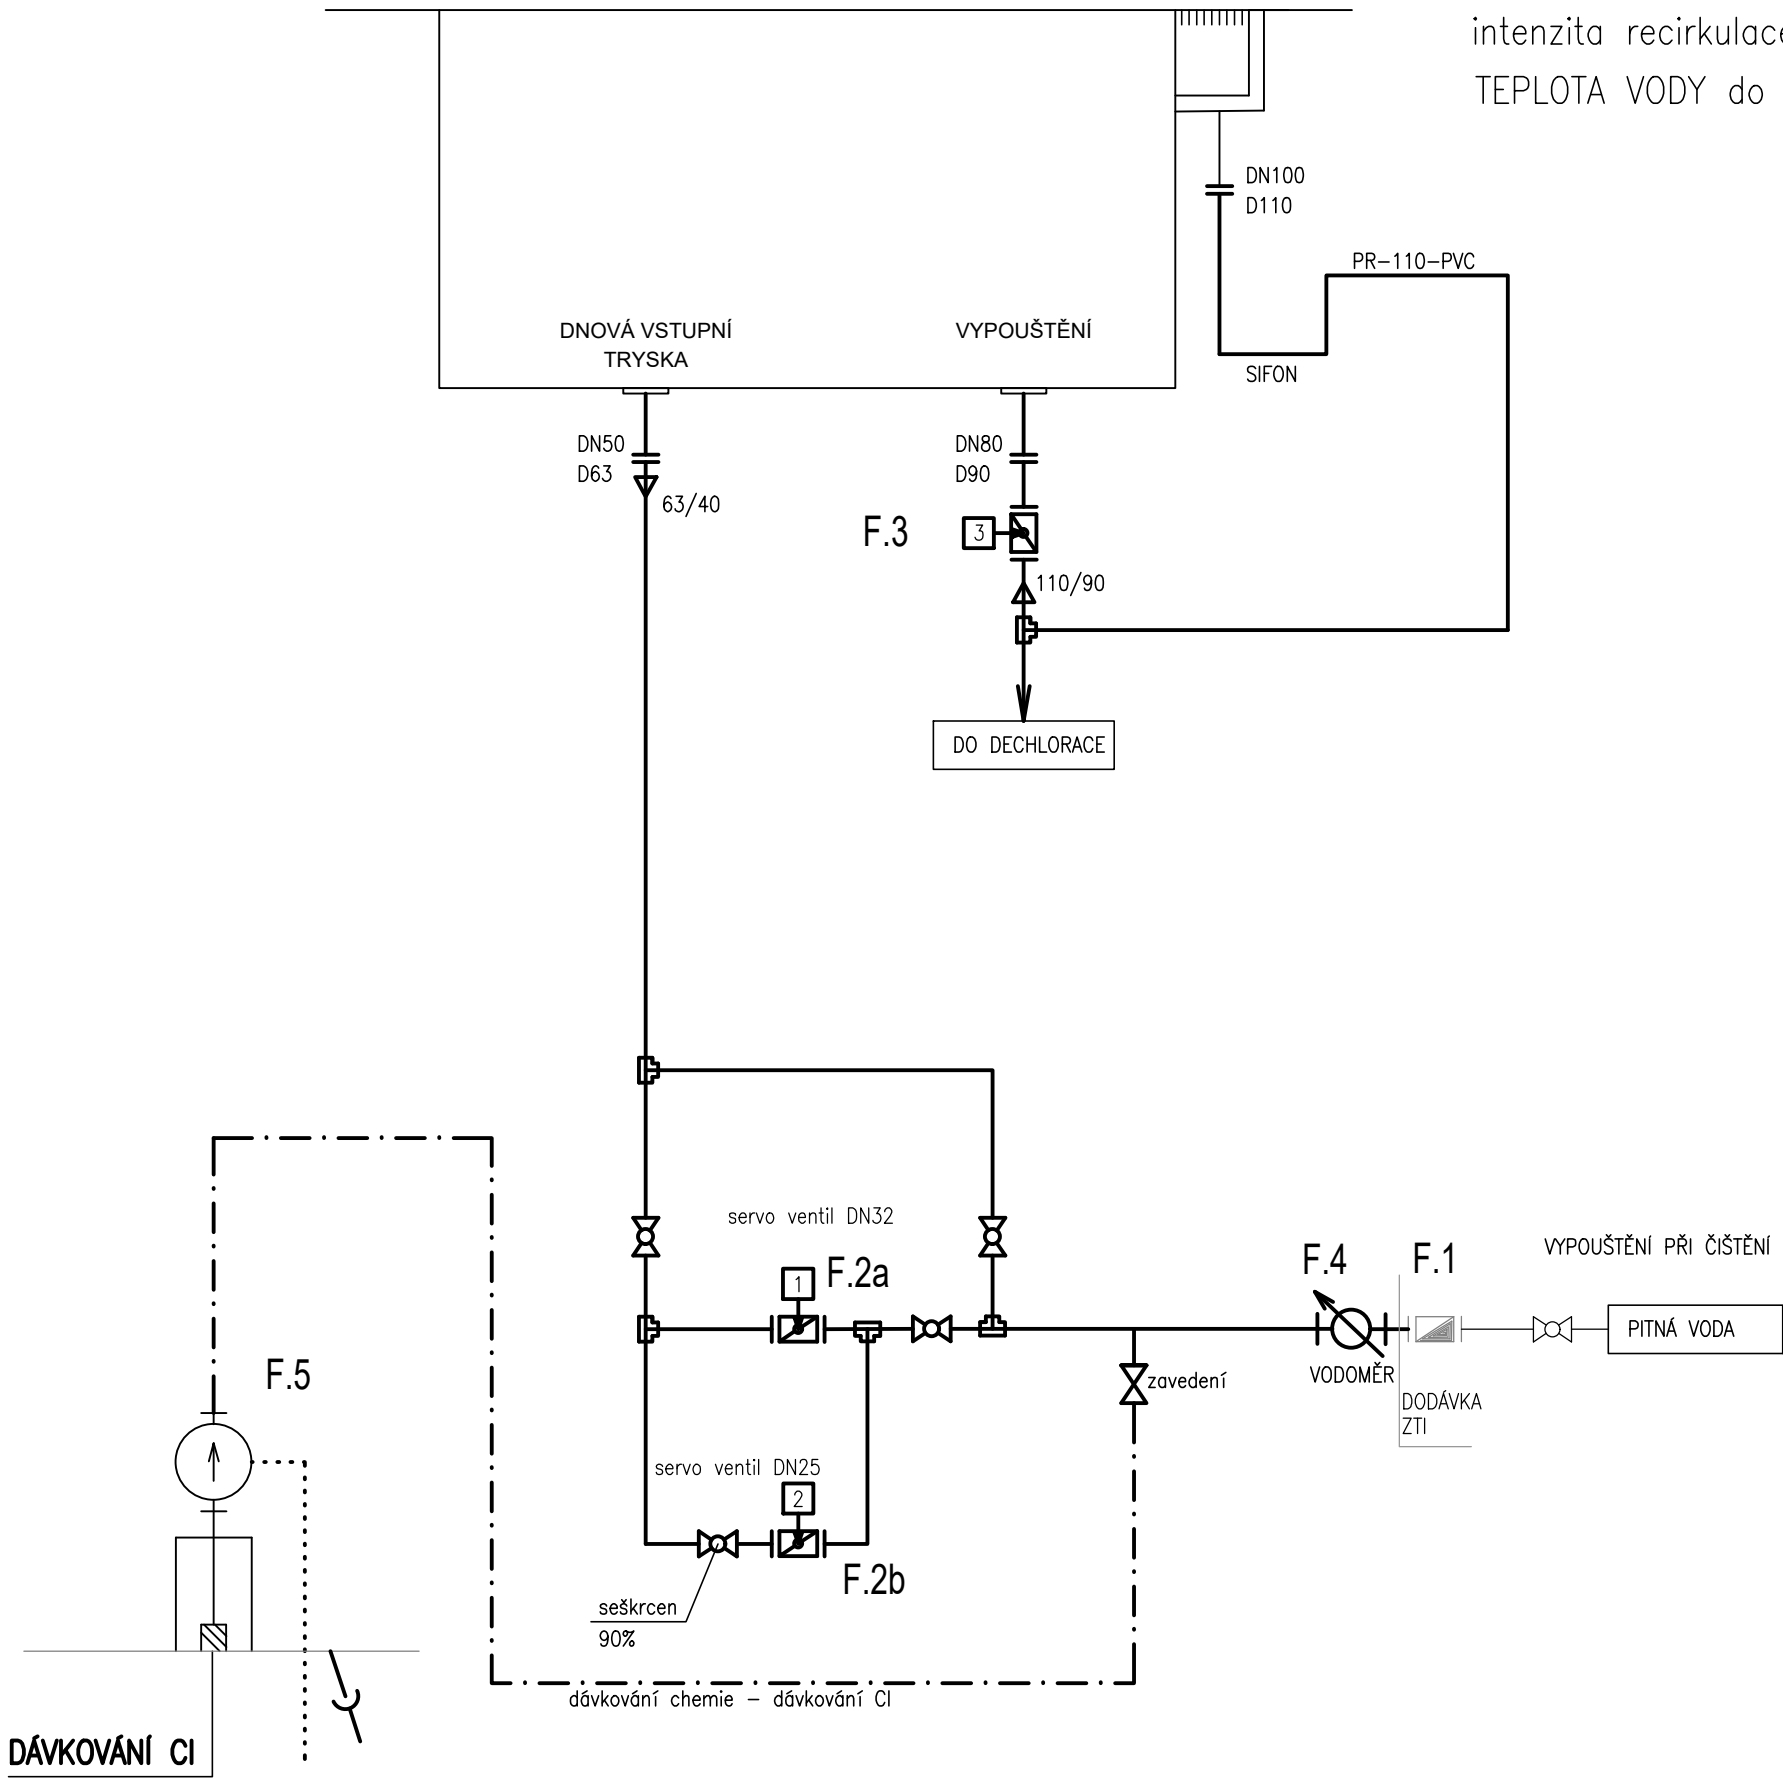 intenzita recirkulace
TEPLOTA VODY do
DN100
D110
PR-110-PVC
SIFON
DNOVÁ VSTUPNÍ
TRYSKA
VYPOUŠTĚNÍ
DN50
D63
63/40
DN80
D90
F.3
3
110/90
DO DECHLORACE
servo ventil DN32
1
F.2a
F.4
F.1
VYPOUŠTĚNÍ PŘI ČIŠTĚNÍ
PITNÁ VODA
VODOMĚR
DODÁVKA
ZTI
zavedení
F.5
servo ventil DN25
2
F.2b
seškrcen
90%
dávkování chemie – dávkování Cl
DÁVKOVÁNÍ Cl